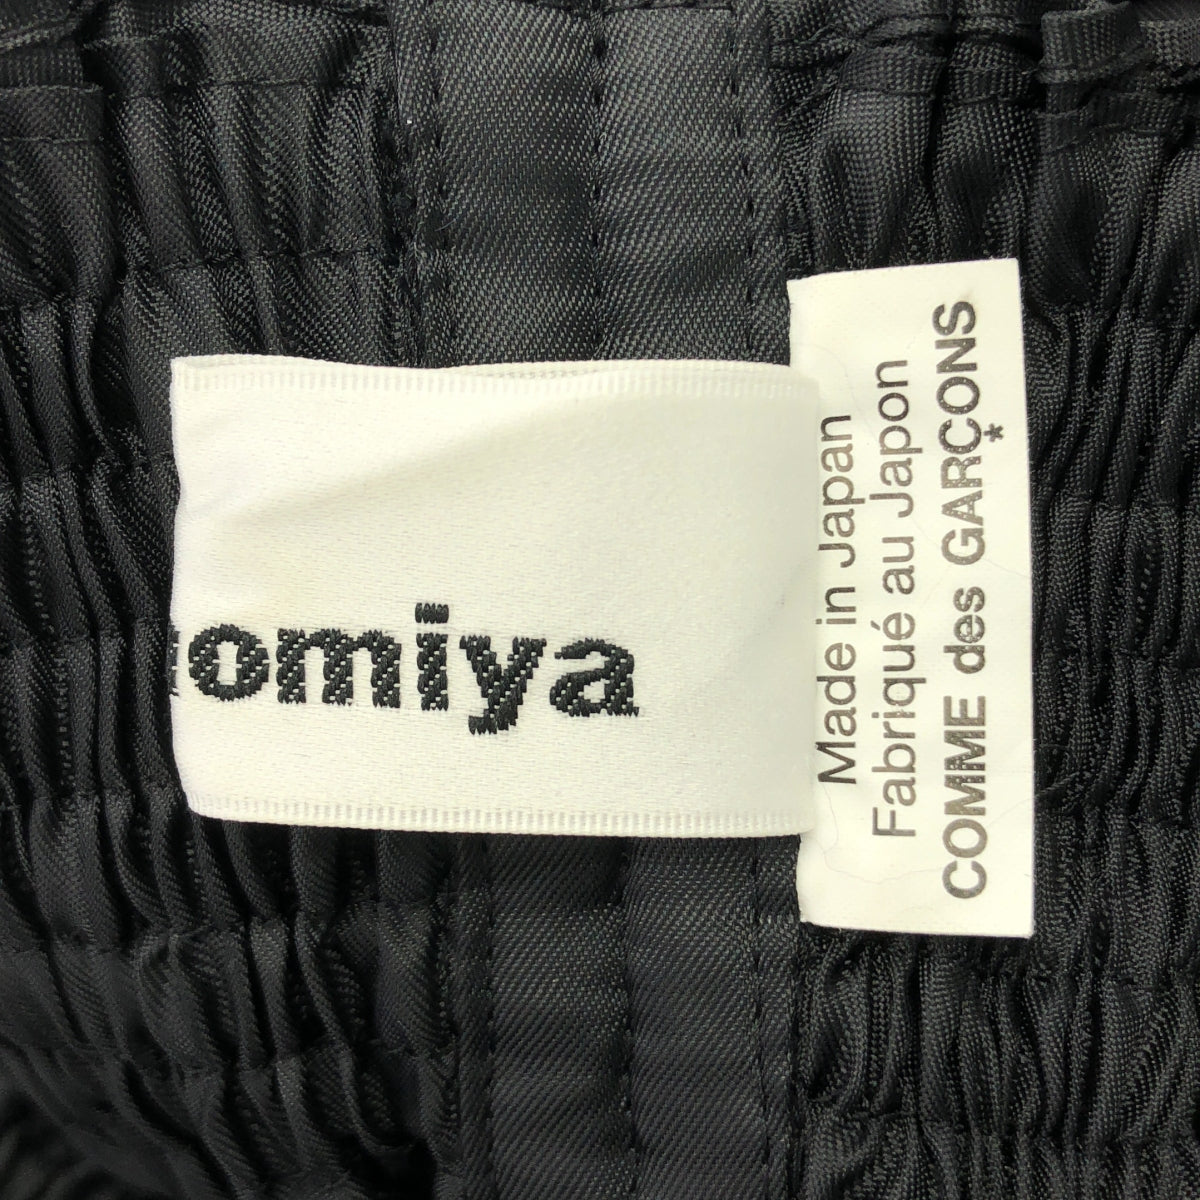 omiya
Made in Japan
Fabriqué au Japon
COMME des GARÇONS
*